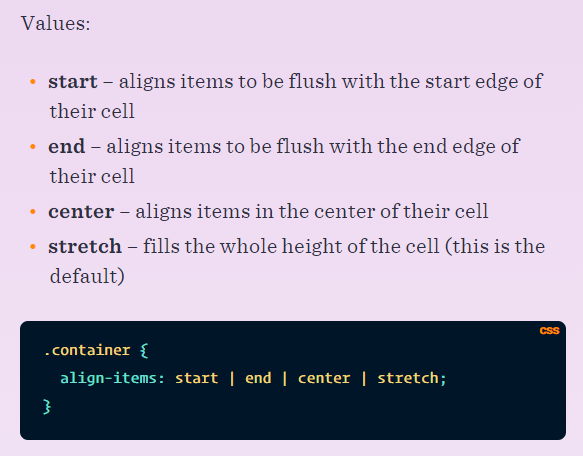 Values:
• start – aligns items to be flush with the start edge of
their cell
• end – aligns items to be flush with the end edge of
their cell
• center – aligns items in the center of their cell
• stretch – fills the whole height of the cell (this is the
default)
CSS
.container {
  align-items: start | end | center | stretch;
}